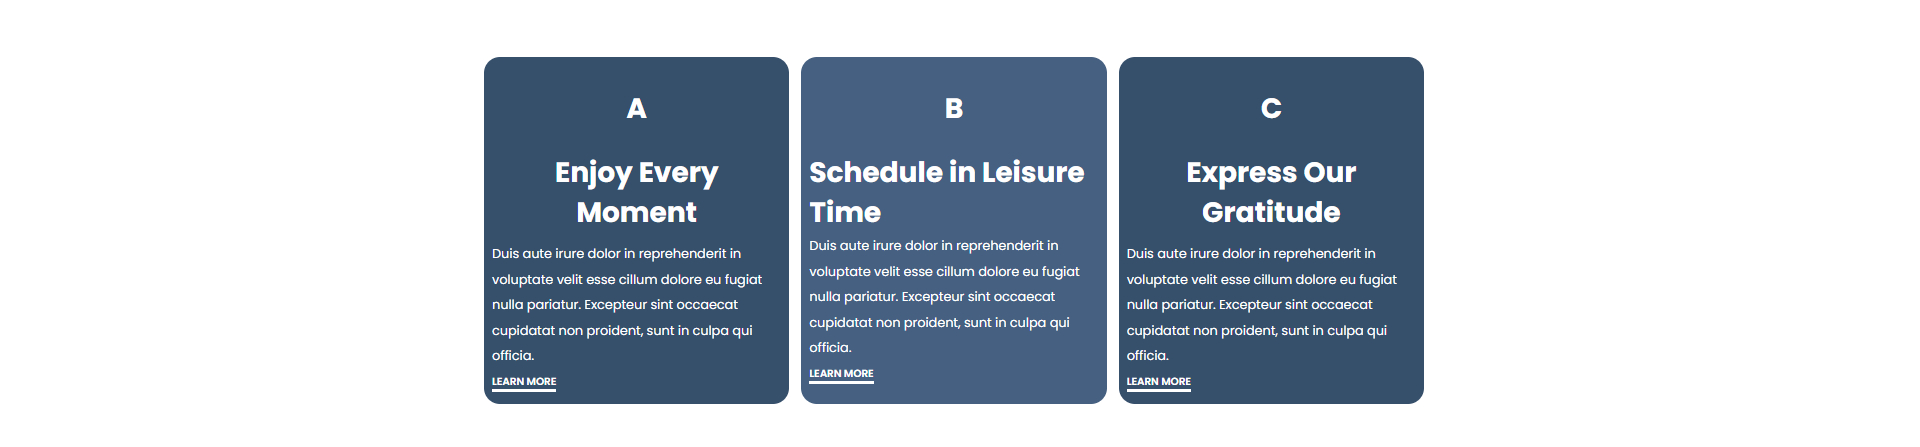 A
Enjoy Every
Moment
Duis aute irure dolor in reprehenderit in
voluptate velit esse cillum dolore eu fugiat
nulla pariatur. Excepteur sint occaecat
cupidatat non proident, sunt in culpa qui
officia.
LEARN MORE
B
Schedule in Leisure
Time
Duis aute irure dolor in reprehenderit in
voluptate velit esse cillum dolore eu fugiat
nulla pariatur. Excepteur sint occaecat
cupidatat non proident, sunt in culpa qui
officia.
LEARN MORE
C
Express Our
Gratitude
Duis aute irure dolor in reprehenderit in
voluptate velit esse cillum dolore eu fugiat
nulla pariatur. Excepteur sint occaecat
cupidatat non proident, sunt in culpa qui
officia.
LEARN MORE